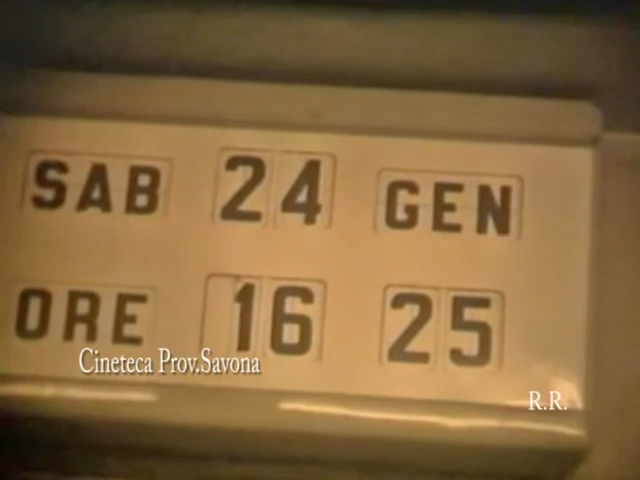 SAB 24 GEN
ORE 16 25
Cineteca Prov.Savona
R.R.